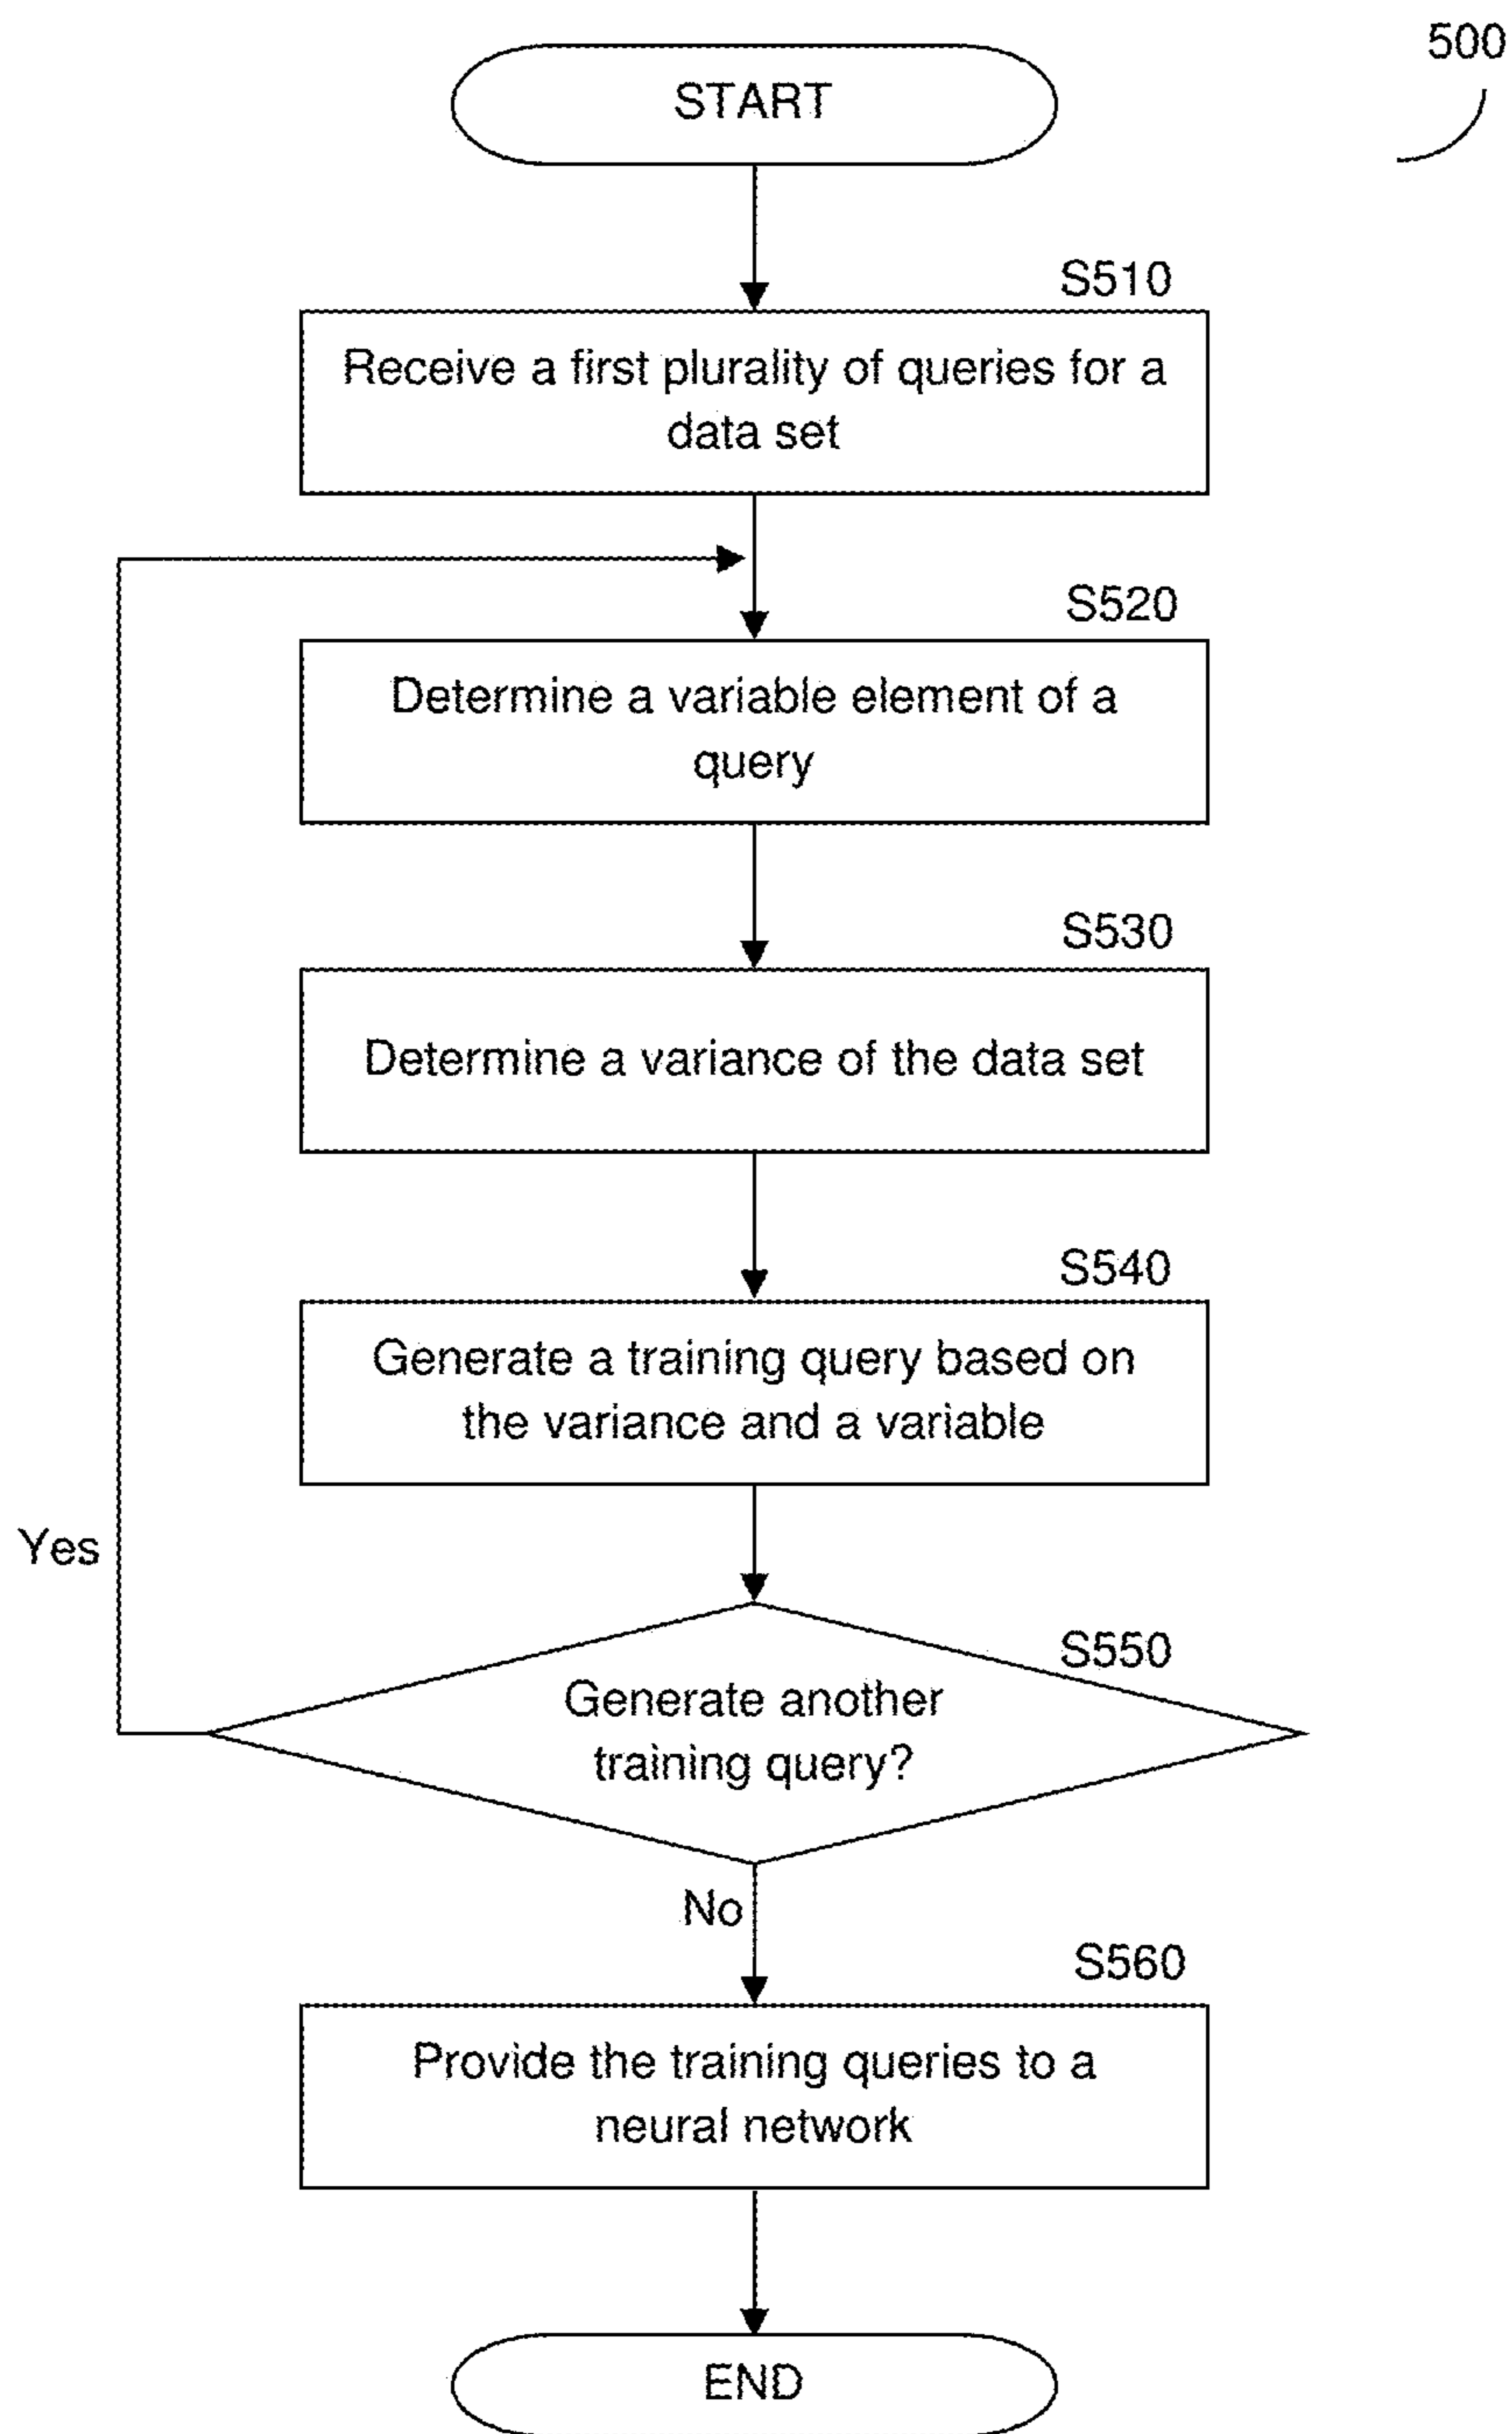 500
START
S510
Receive a first plurality of queries for a
data set
S520
Determine a variable element of a
query
S530
Determine a variance of the data set
S540
Generate a training query based on
the variance and a variable
Yes
S550
Generate another
training query?
No
S560
Provide the training queries to a
neural network
END